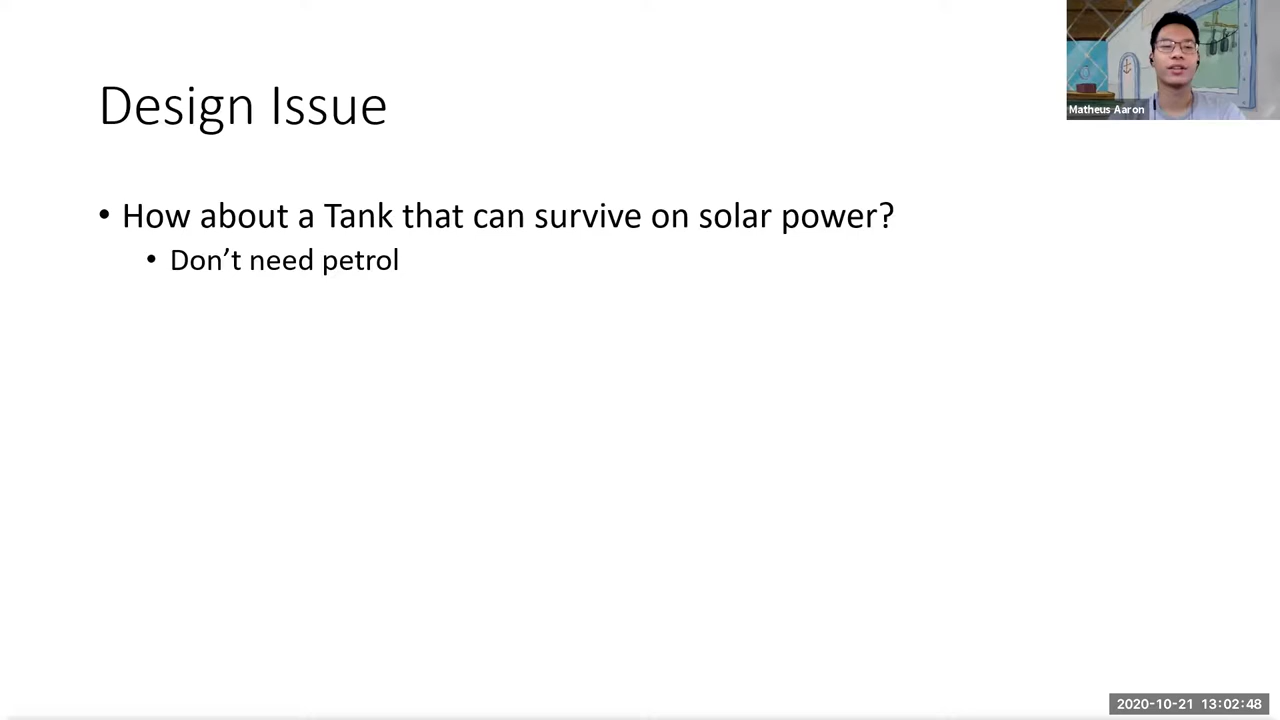 Design Issue
Matheus Aaron
• How about a Tank that can survive on solar power?
• Don’t need petrol
2020-10-21 13:02:48